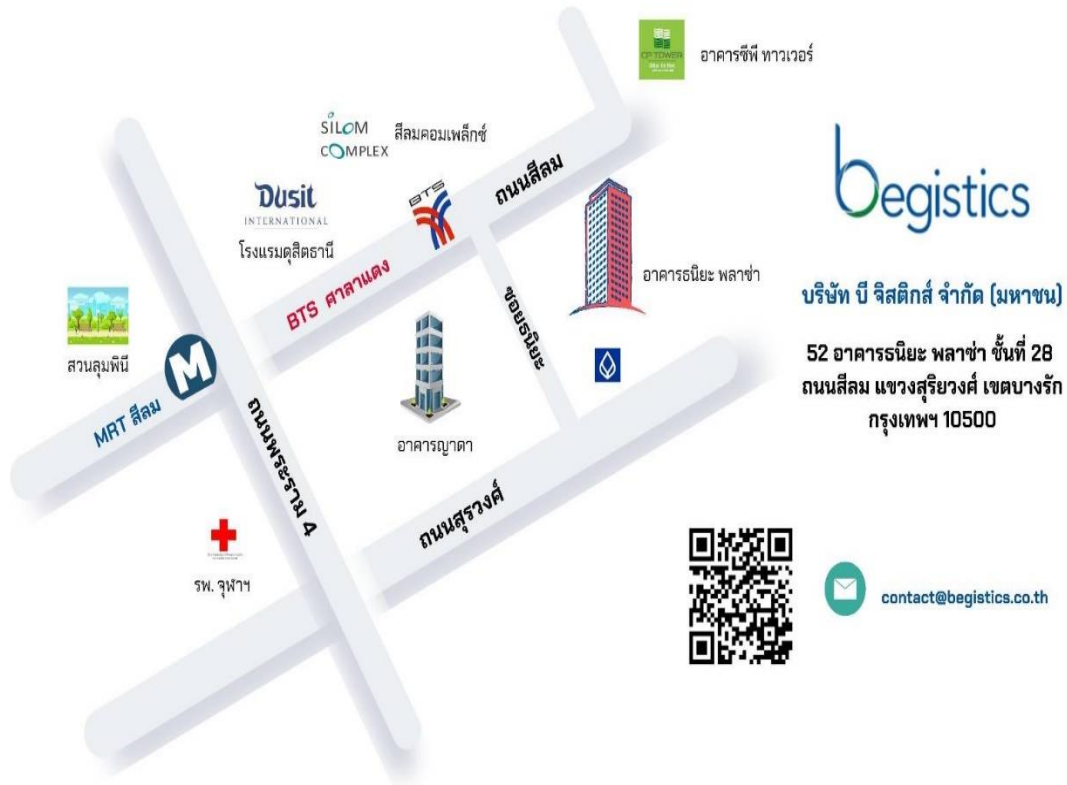 CP TOWER
อาคารซีพี ทาวเวอร์
SILOM
COMPLEX
สีลมคอมเพล็กซ์
BTS
ถนนสีลม
Dusit
INTERNATIONAL
โรงแรมดุสิตธานี
BTS ศาลาแดง
ซอยธนิยะ
อาคารธนิยะ พลาซ่า
สวนลุมพินี
M
MRT สีลม
ถนนพระราม 4
อาคารญาดา
ถนนสุรวงศ์
รพ. จุฬาฯ
begistics
บริษัท บี จิสติกส์ จำกัด (มหาชน)
52 อาคารธนิยะ พลาซ่า ชั้นที่ 28
ถนนสีลม แขวงสุริยวงศ์ เขตบางรัก
กรุงเทพฯ 10500
contact@begistics.co.th